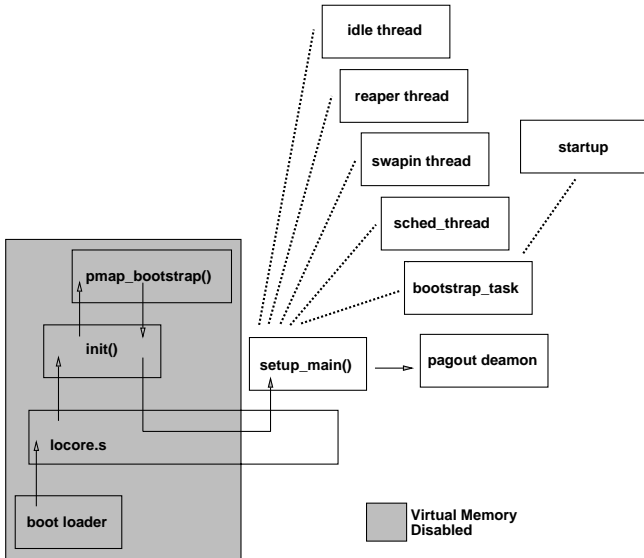 idle thread
reaper thread
swapin thread
startup
sched_thread
pmap_bootstrap()
bootstrap_task
init()
setup_main()
pagout deamon
locore.s
boot loader
Virtual Memory
Disabled